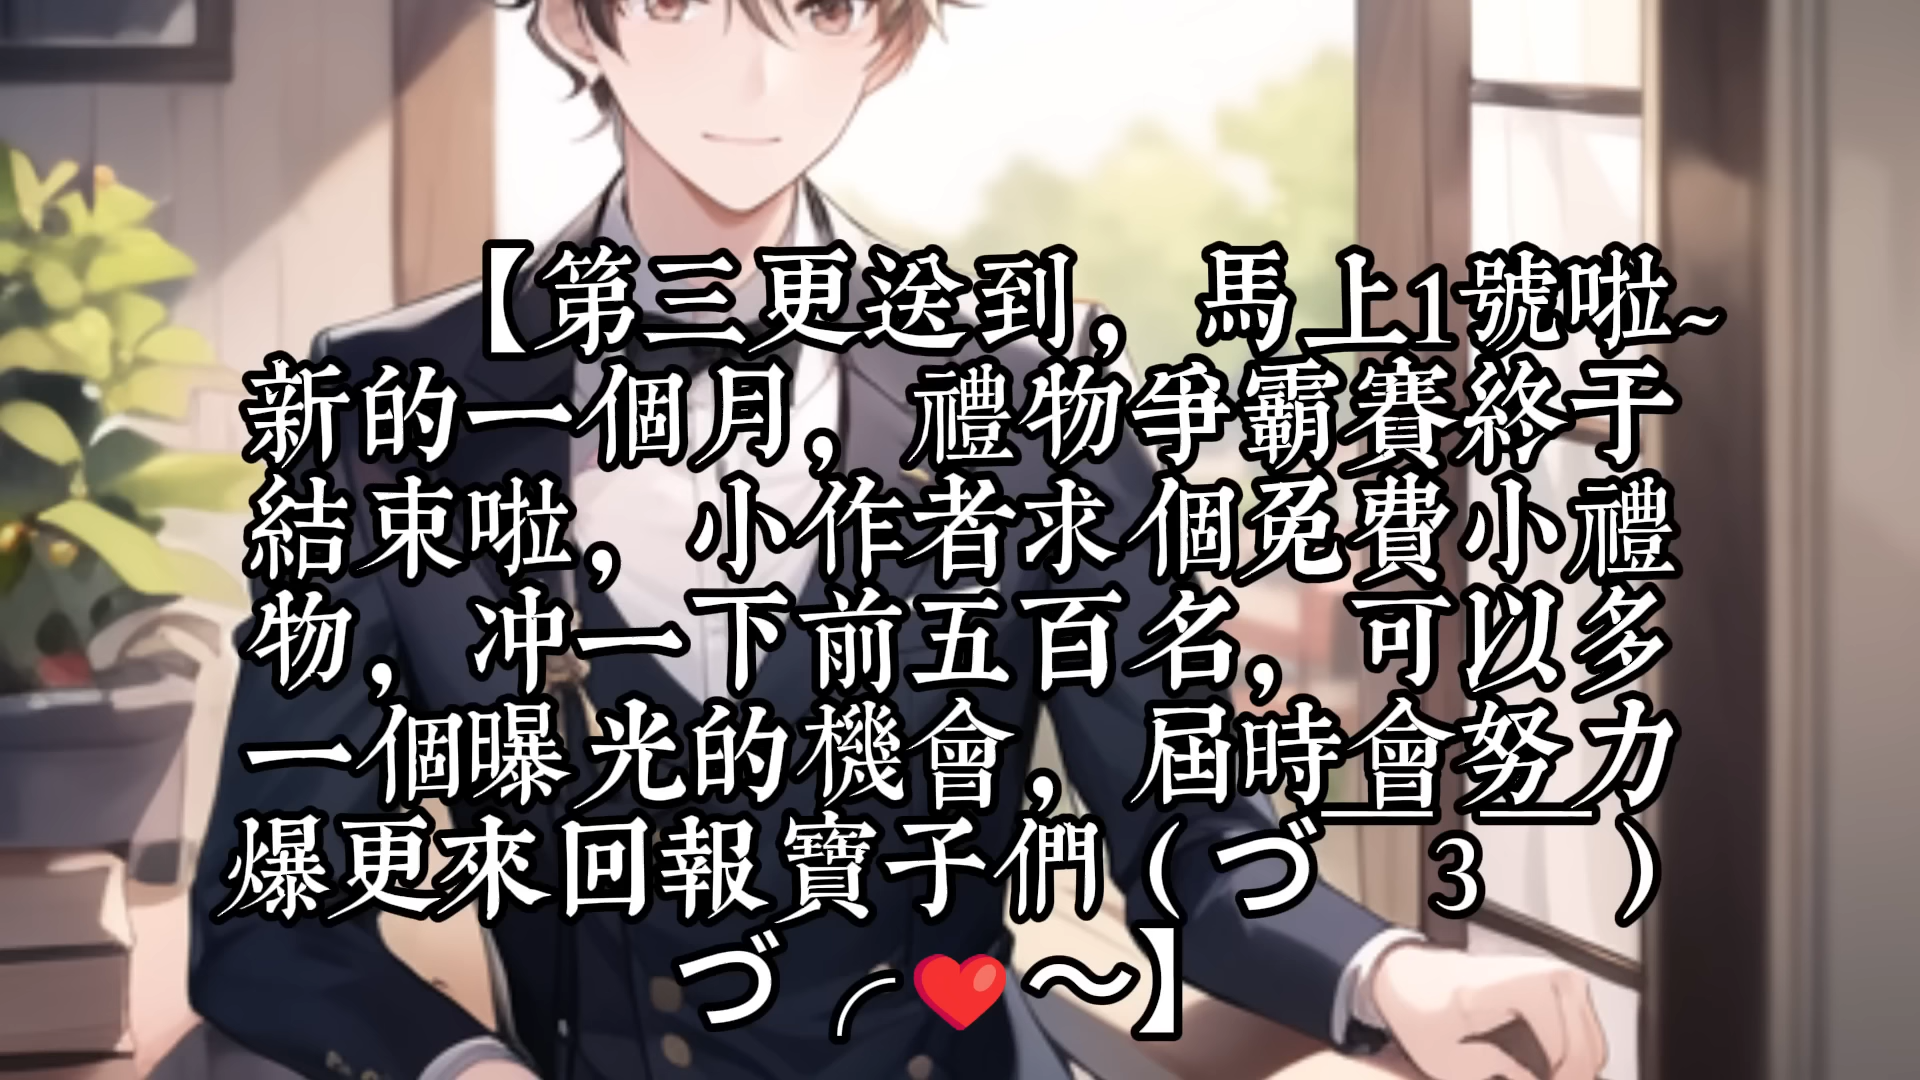 【第三更送到，馬上1號啦~
新的一個月，禮物爭霸賽終于
結束啦，小作者求個免費小禮
物，冲一下前五百名，可以多
一個曝光的機會，屆時會努力
爆更來回報寶子們（づ 3 ）
づ╭❤️～】